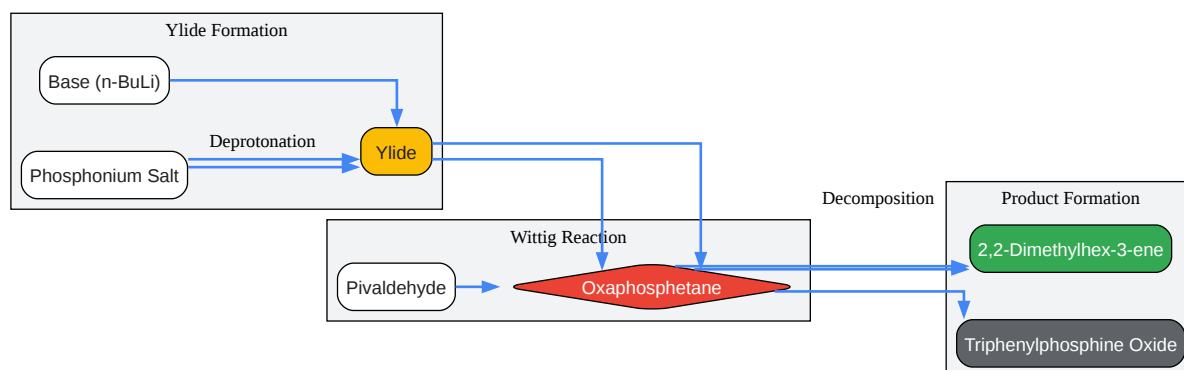 Ylide Formation
Base (n-BuLi)
Deprotonation
Ylide
Phosphonium Salt
Decomposition
Product Formation
Wittig Reaction
2,2-Dimethylhex-3-ene
Pivaldehyde
Oxaphosphetane
Triphenylphosphine Oxide